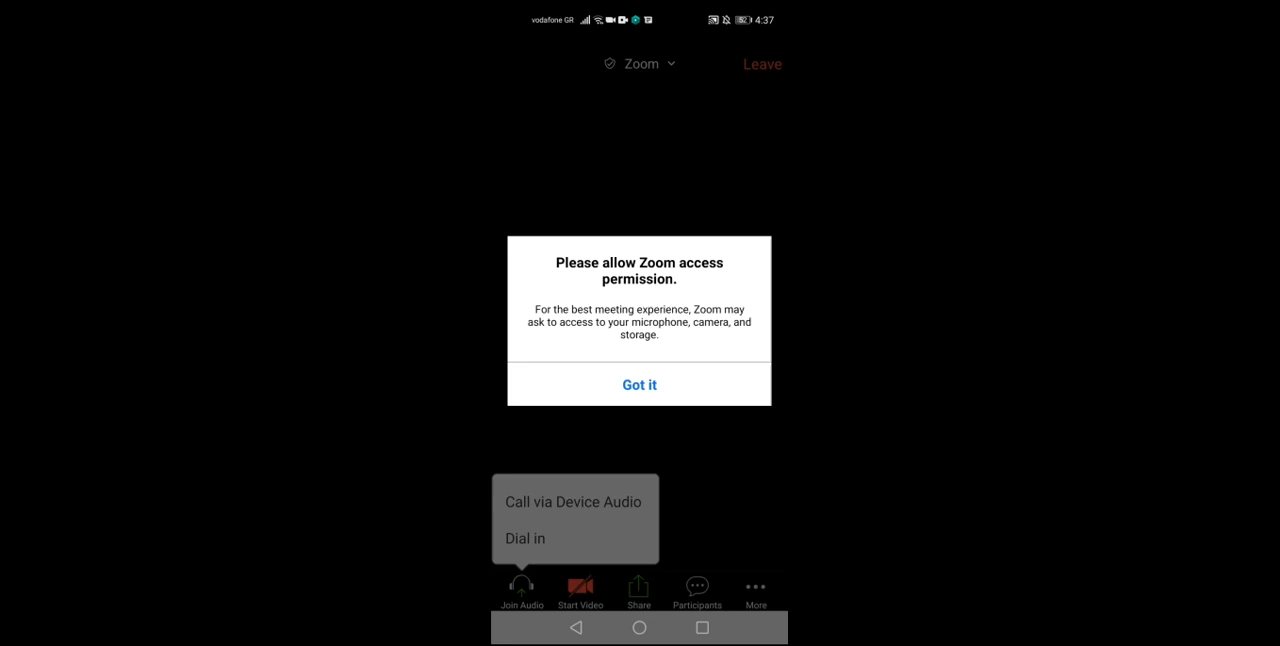 vodafone GR 52 4:37
Zoom Leave
Please allow Zoom access
permission.
For the best meeting experience, Zoom may
ask to access to your microphone, camera, and
storage.
Got it
Call via Device Audio
Dial in
Join Audio Start Video Share Participants More